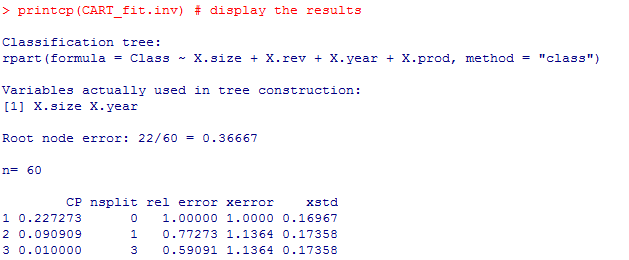 > printcp(CART_fit.inv) # display the results
Classification tree:
rpart(formula = Class ~ X.size + X.rev + X.year + X.prod, method = "class")
Variables actually used in tree construction:
[1] X.size X.year
Root node error: 22/60 = 0.36667
n= 60
CP nsplit rel error xerror xstd
1 0.227273 0 1.00000 1.0000 0.16967
2 0.090909 1 0.77273 1.1364 0.17358
3 0.010000 3 0.59091 1.1364 0.17358